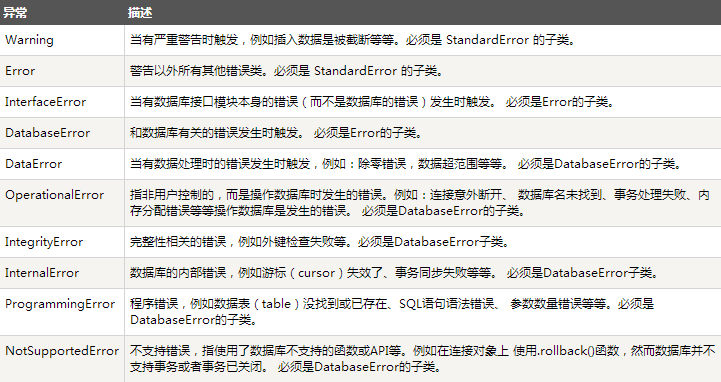 异常 描述
Warning 当有严重警告时触发，例如插入数据是被截断等等。必须是 StandardError 的子类。
Error 警告以外所有其他错误类。必须是 StandardError 的子类。
InterfaceError 当有数据库接口模块本身的错误（而不是数据库的错误）发生时触发。 必须是Error的子类。
DatabaseError 和数据库有关的错误发生时触发。 必须是Error的子类。
DataError 当有数据处理时的错误发生时触发，例如：除零错误，数据超范围等等。 必须是DatabaseError的子类。
OperationalError 指非用户控制的，而是操作数据库时发生的错误。例如：连接意外断开、 数据库名未找到、事务处理失败、内
存分配错误等等操作数据库是发生的错误。 必须是DatabaseError的子类。
IntegrityError 完整性相关的错误，例如外键检查失败等。必须是DatabaseError子类。
InternalError 数据库的内部错误，例如游标（cursor）失效了、事务同步失败等等。 必须是DatabaseError子类。
ProgrammingError 程序错误，例如数据表（table）没找到或已存在、SQL语句语法错误、 参数数量错误等等。必须是
DatabaseError的子类。
NotSupportedError 不支持错误，指使用了数据库不支持的函数或API等。例如在连接对象上 使用.rollback()函数，然而数据库并不
支持事务或者事务已关闭。 必须是DatabaseError的子类。